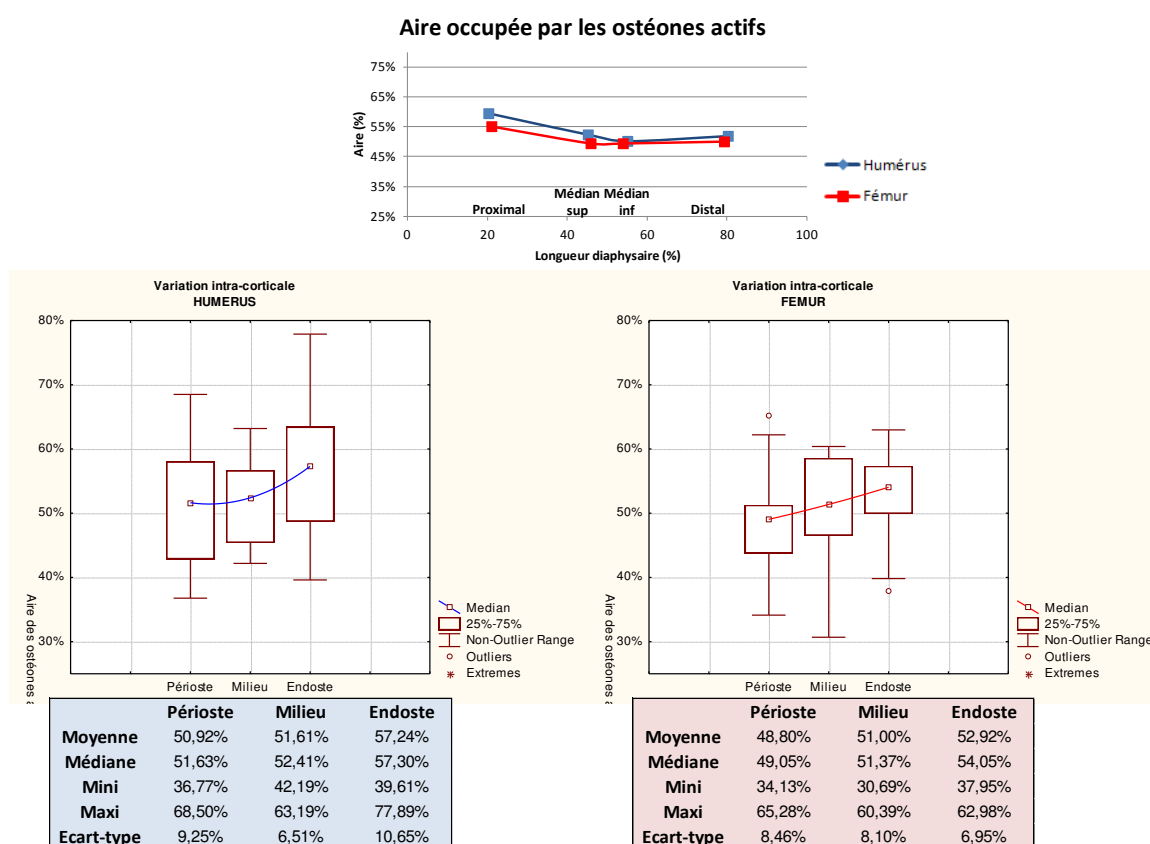 Aire occupée par les ostéones actifs
Aire (%)
75%
65%
55%
45%
35%
25%
Proximal
Médian sup
Médian inf
Distal
0 20 40 60 80 100
Longueur diaphysaire (%)
Humérus
Fémur
Variation intra-corticale
HUMERUS
80%
70%
60%
50%
40%
30%
Aire des ostéones a
Périoste Milieu Endoste
Median
25%-75%
Non-Outlier Range
Outliers
Extremes
Périoste Milieu Endoste
Moyenne 50,92% 51,61% 57,24%
Médiane 51,63% 52,41% 57,30%
Mini 36,77% 42,19% 39,61%
Maxi 68,50% 63,19% 77,89%
Ecart-type 9,25% 6,51% 10,65%
Variation intra-corticale
FEMUR
80%
70%
60%
50%
40%
30%
Aire des ostéones a
Périoste Milieu Endoste
Median
25%-75%
Non-Outlier Range
Outliers
Extremes
Périoste Milieu Endoste
Moyenne 48,80% 51,00% 52,92%
Médiane 49,05% 51,37% 54,05%
Mini 34,13% 30,69% 37,95%
Maxi 65,28% 60,39% 62,98%
Ecart-type 8,46% 8,10% 6,95%